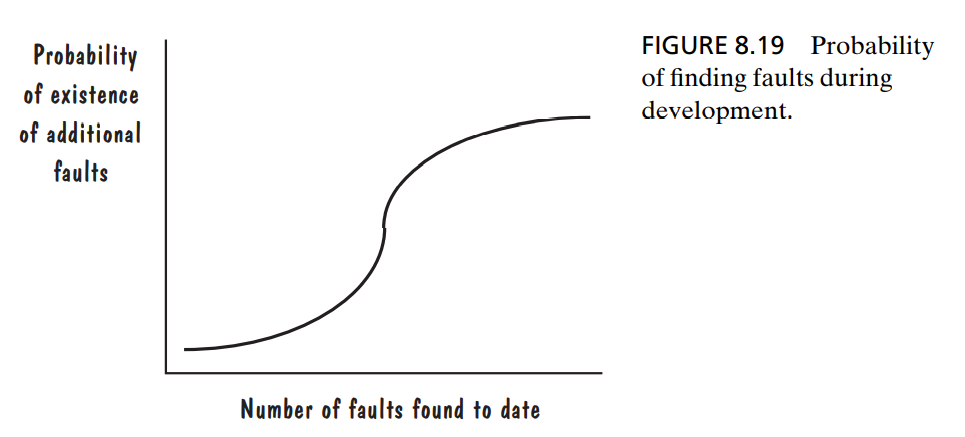 Probability
of existence
of additional
faults
FIGURE 8.19 Probability
of finding faults during
development.
Number of faults found to date